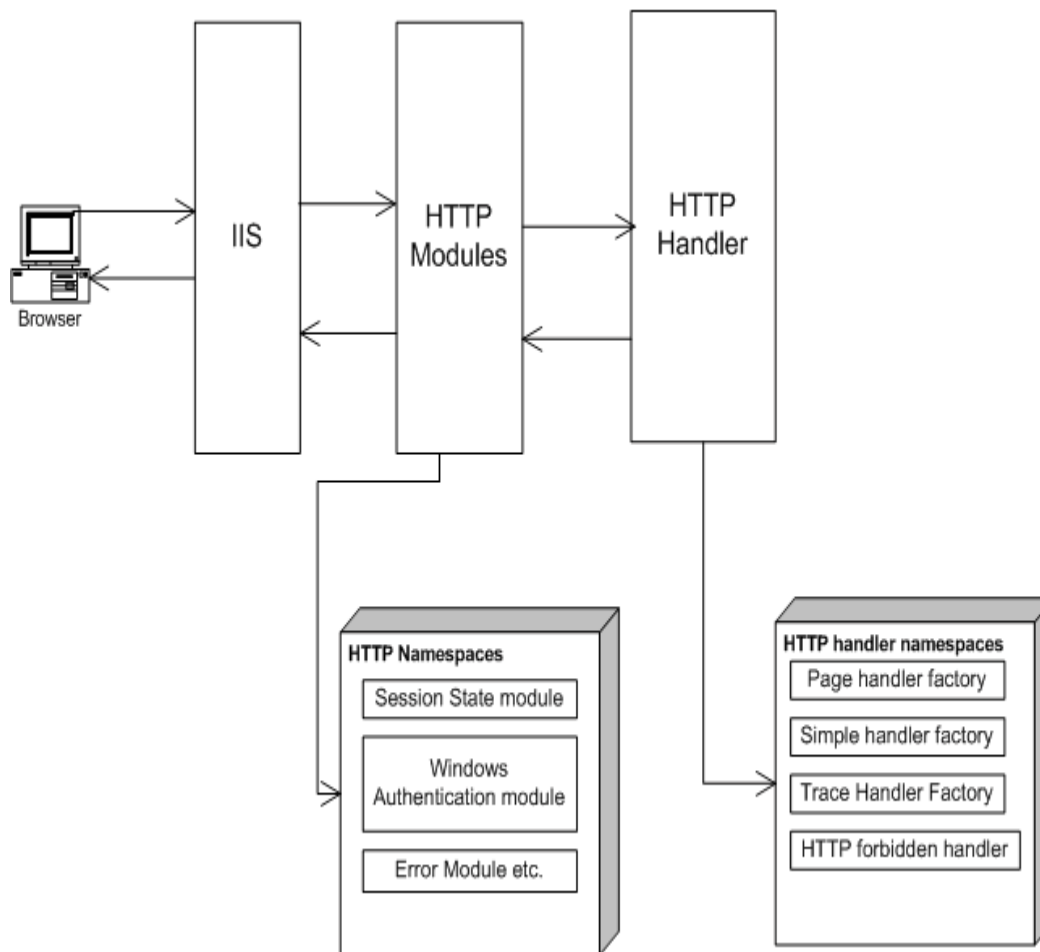 IIS
HTTP
Modules
HTTP
Handler
Browser
HTTP Namespaces
Session State module
Windows
Authentication module
Error Module etc.
HTTP handler namespaces
Page handler factory
Simple handler factory
Trace Handler Factory
HTTP forbidden handler